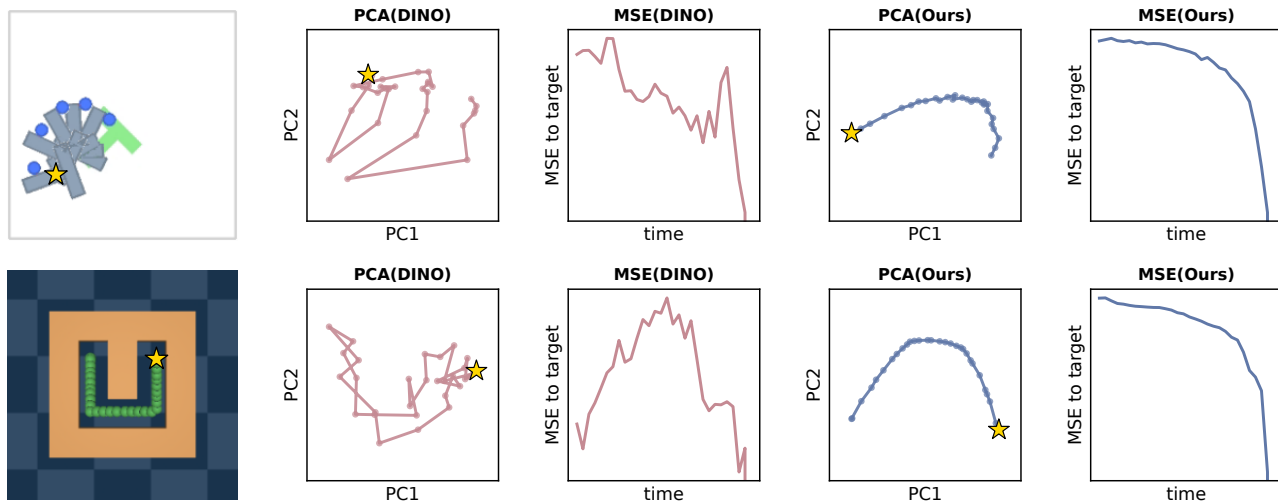 PCA(DINO)
MSE(DINO)
PCA(Ours)
MSE(Ours)
PC2
MSE to target
PC2
MSE to target
PC1
time
PC1
time
PCA(DINO)
MSE(DINO)
PCA(Ours)
MSE(Ours)
PC2
MSE to target
PC2
MSE to target
PC1
time
PC1
time